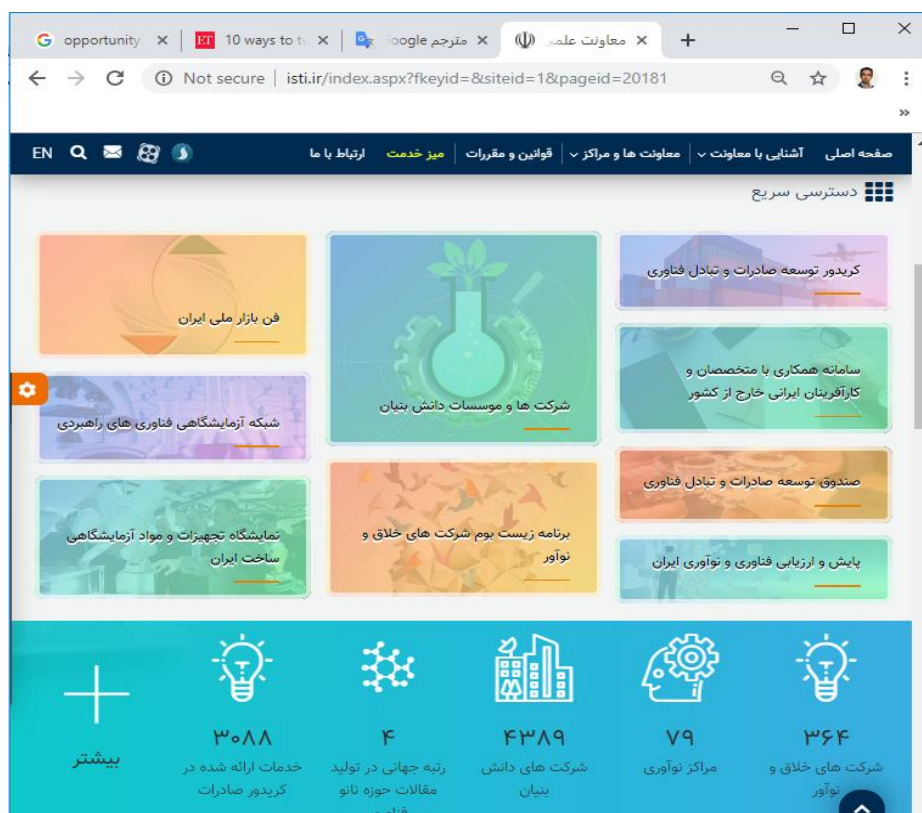 opportunity
ET 10 ways to t
مترجم Google
معاونت علمی
Not secure | isti.ir/index.aspx?fkeyid=&siteid=1&pageid=20181
صفحه اصلی آشنایی با معاونت معاونت ها و مراکز قوانین و مقررات میز خدمت ارتباط با ما EN
دسترسی سریع
کریدور توسعه صادرات و تبادل فناوری
سامانه همکاری با متخصصان و
کارآفرینان ایرانی خارج از کشور
صندوق توسعه صادرات و تبادل فناوری
پایش و ارزیابی فناوری و نوآوری ایران
شرکت ها و موسسات دانش بنیان
برنامه زیست بوم شرکت های خلاق و
نوآور
فن بازار ملی ایران
شبکه آزمایشگاهی فناوری های راهبردی
نمایشگاه تجهیزات و مواد آزمایشگاهی
ساخت ایران
۳۶۴
شرکت های خلاق و
نوآور
۷۹
مراکز نوآوری
۴۳۸۹
شرکت های دانش
بنیان
۴
رتبه جهانی در تولید
مقالات حوزه نانو
۳۰۸۸
خدمات ارائه شده در
کریدور صادرات
بیشتر